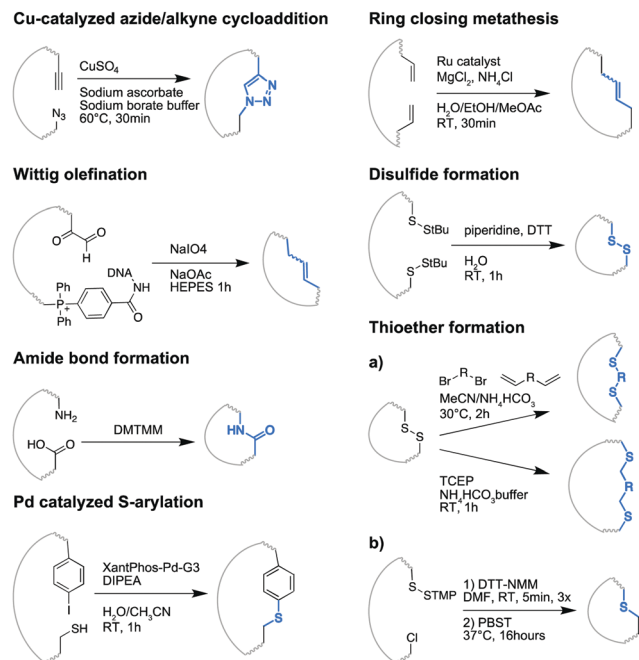 Cu-catalyzed azide/alkyne cycloaddition
CuSO4
Sodium ascorbate
Sodium borate buffer
60°C, 30min
N3
N
N
N
Wittig olefination
O
O
H
Ph
P
+
Ph
DNA
NH
O
NaIO4
NaOAc
HEPES 1h
Amide bond formation
NH2
HO
O
DMTMM
HN
O
Pd catalyzed S-arylation
I
SH
XantPhos-Pd-G3
DIPEA
H2O/CH3CN
RT, 1h
S
Ring closing metathesis
Ru catalyst
MgCl2, NH4Cl
H2O/EtOH/MeOAc
RT, 30min
Disulfide formation
S
StBu
StBu
S
piperidine, DTT
H2O
RT, 1h
S
S
Thioether formation
a)
S
S
R
Br
Br
R
MeCN/NH4HCO3
30°C, 2h
S
R
S
TCEP
NH4HCO3buffer
RT, 1h
S
R
S
b)
S
STMP
Cl
1) DTT-NMM
DMF, RT, 5min, 3x
2) PBST
37°C, 16hours
S